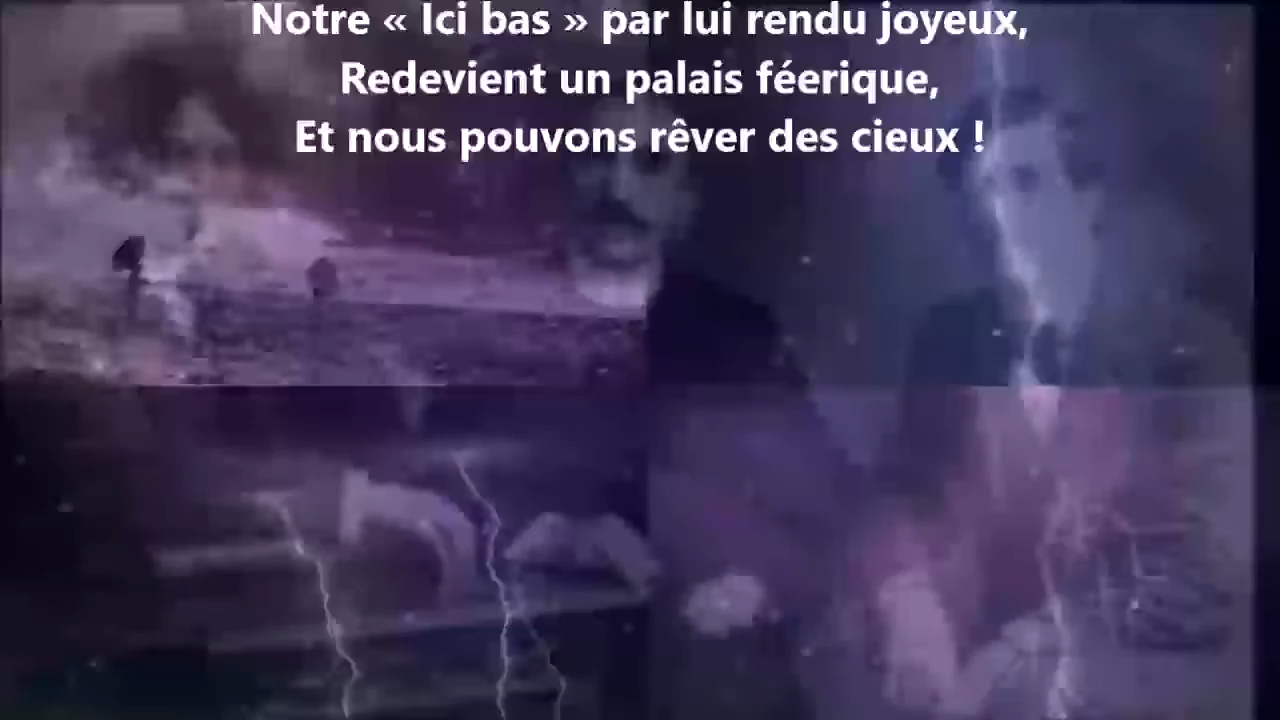 Notre « Ici bas » par lui rendu joyeux,
Redevient un palais féerique,
Et nous pouvons rêver des cieux !